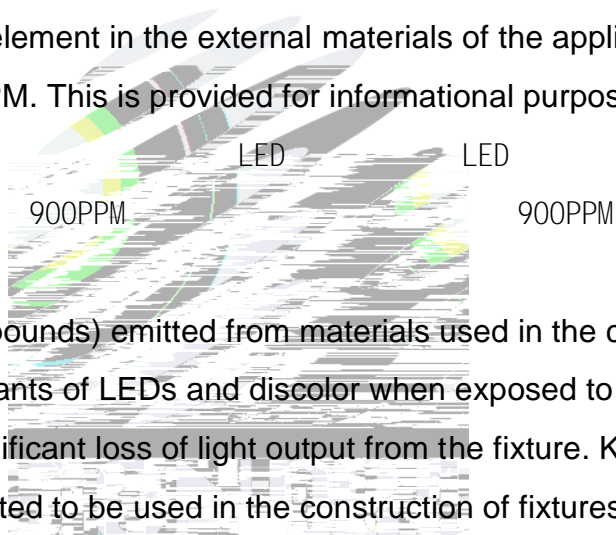 element in the external materials of the appli
PM. This is provided for informational purpos
LED LED
900PPM 900PPM
ounds) emitted from materials used in the c
ants of LEDs and discolor when exposed to
ificant loss of light output from the fixture. K
ted to be used in the construction of fixtures